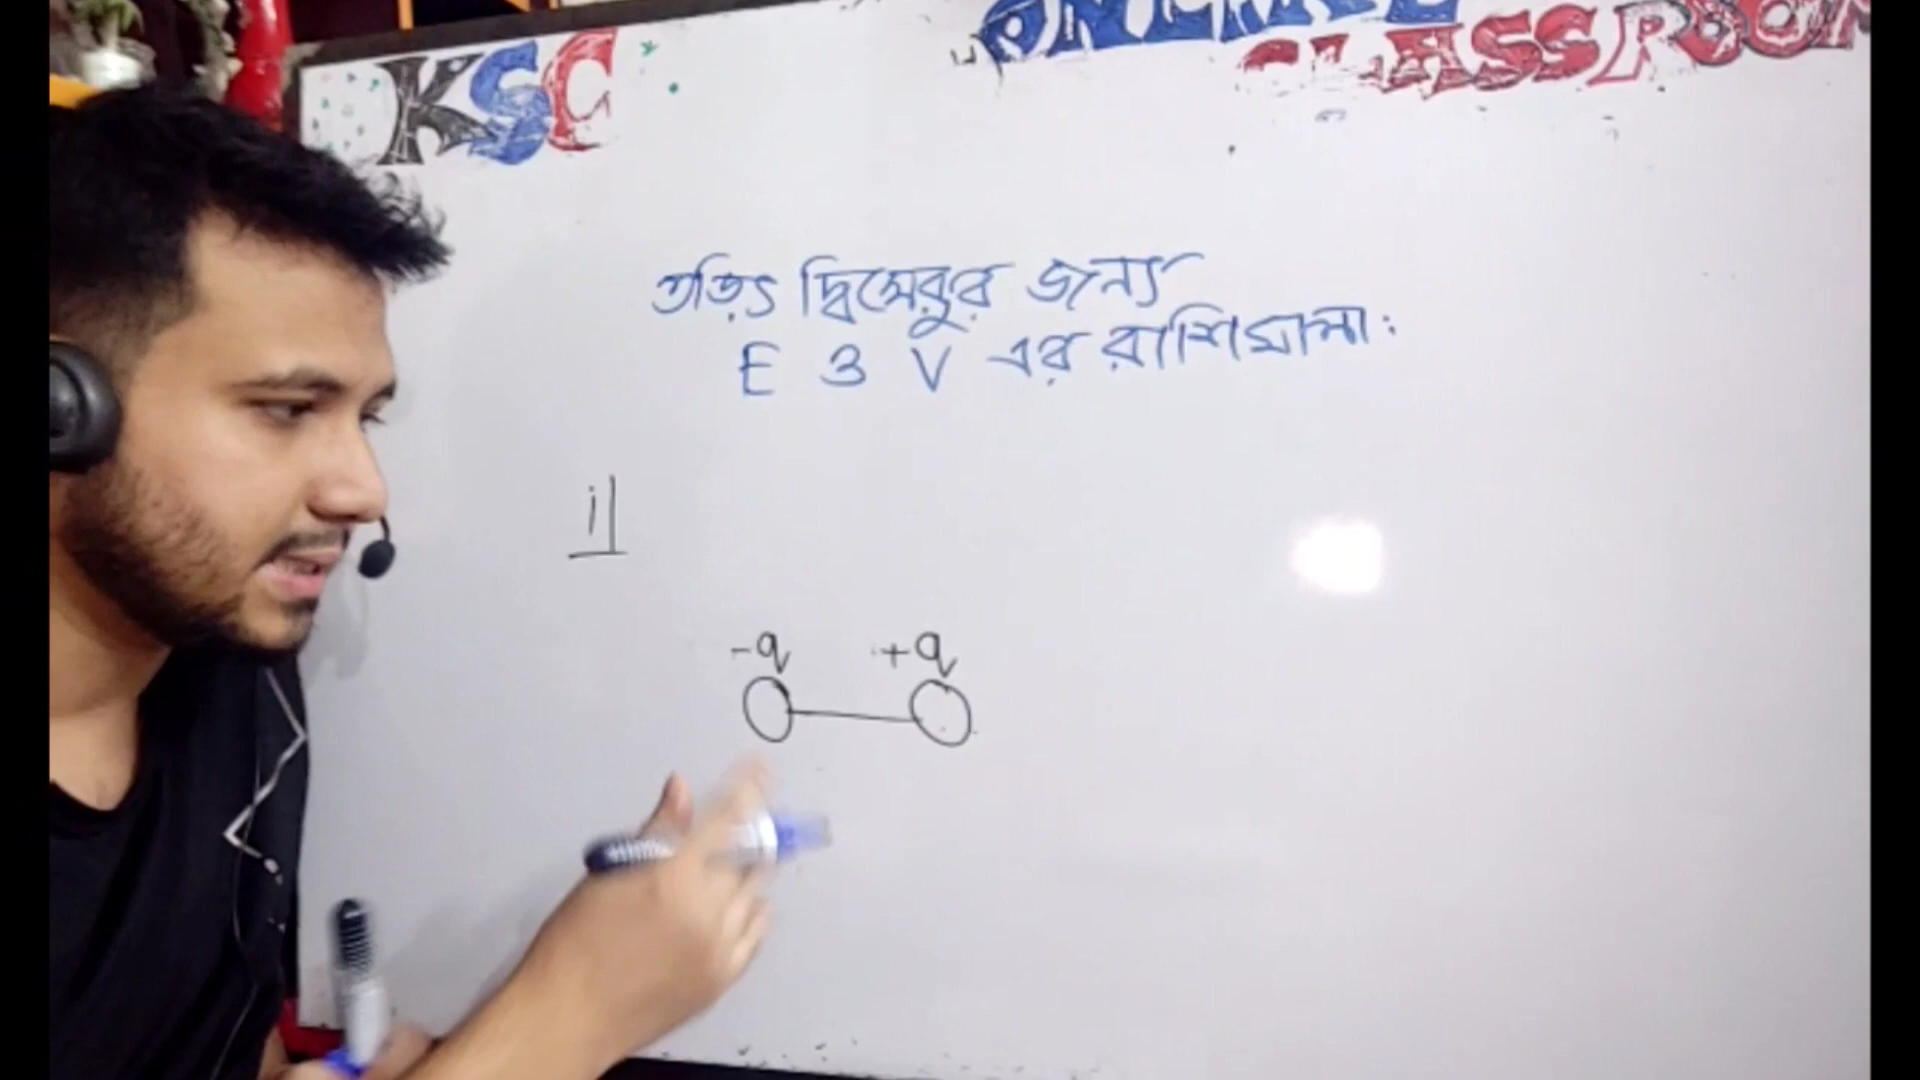 KSC
CLASSROOM
তড়িৎ দ্বিমেরুর জন্য
E ও V এর রাশিমালা:
i
-q +q